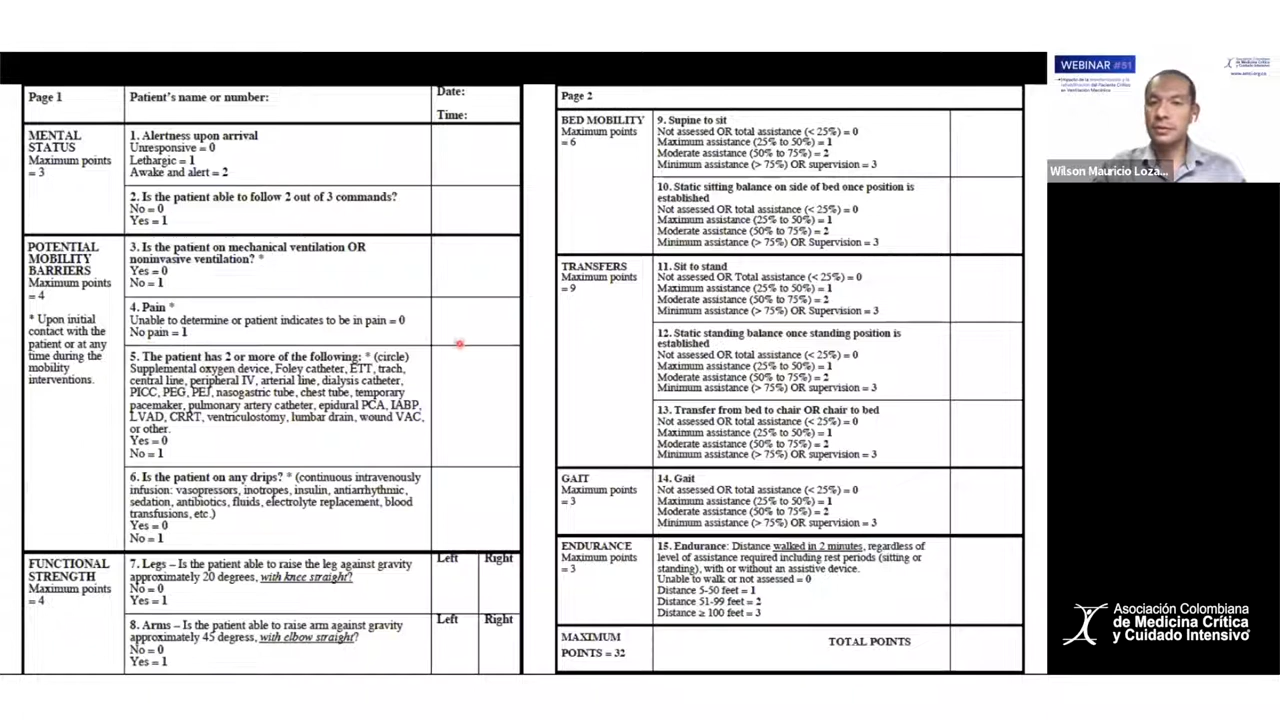 Page 1
Patient's name or number:
Date:
Time:
MENTAL
STATUS
Maximum points
= 3
1. Alertness upon arrival
Unresponsive = 0
Lethargic = 1
Awake and alert = 2
2. Is the patient able to follow 2 out of 3 commands?
No = 0
Yes = 1
POTENTIAL
MOBILITY
BARRIERS
Maximum points
= 4
* Upon initial
contact with the
patient or at any
time during the
mobility
interventions.
3. Is the patient on mechanical ventilation OR
noninvasive ventilation? *
Yes = 0
No = 1
4. Pain *
Unable to determine or patient indicates to be in pain = 0
No pain = 1
5. The patient has 2 or more of the following: * (circle)
Supplemental oxygen device, Foley catheter, ETT, trach,
central line, peripheral IV, arterial line, dialysis catheter,
PICC, PEG, PEJ, nasogastric tube, chest tube, temporary
pacemaker, pulmonary artery catheter, epidural PCA, IABP,
LVAD, CRRT, ventriculostomy, lumbar drain, wound VAC,
or other.
Yes = 0
No = 1
6. Is the patient on any drips? * (continuous intravenously
infusion: vasopressors, inotropes, insulin, antiarrhythmic,
sedation, antibiotics, fluids, electrolyte replacement, blood
transfusions, etc.)
Yes = 0
No = 1
FUNCTIONAL
STRENGTH
Maximum points
= 4
7. Legs – Is the patient able to raise the leg against gravity
approximately 20 degrees, with knee straight?
No = 0
Yes = 1
Left
Right
8. Arms – Is the patient able to raise arm against gravity
approximately 45 degree, with elbow straight?
No = 0
Yes = 1
Left
Right
Page 2
BED MOBILITY
Maximum points
= 6
9. Supine to sit
Not assessed OR total assistance (< 25%) = 0
Maximum assistance (25% to 50%) = 1
Moderate assistance (50% to 75%) = 2
Minimum assistance (> 75%) OR supervision = 3
10. Static sitting balance on side of bed once position is
established
Not assessed OR total assistance (< 25%) = 0
Maximum assistance (25% to 50%) = 1
Moderate assistance (50% to 75%) = 2
Minimum assistance (> 75%) OR Supervision = 3
TRANSFERS
Maximum points
= 9
11. Sit to stand
Not assessed OR Total assistance (< 25%) = 0
Maximum assistance (25% to 50%) = 1
Moderate assistance (50% to 75%) = 2
Minimum assistance (> 75%) OR Supervision = 3
12. Static standing balance once standing position is
established
Not assessed OR total assistance (< 25%) = 0
Maximum assistance (25% to 50%) = 1
Moderate assistance (50% to 75%) = 2
Minimum assistance (> 75%) OR supervision = 3
13. Transfer from bed to chair OR chair to bed
Not assessed OR total assistance (< 25%) = 0
Maximum assistance (25% to 50%) = 1
Moderate assistance (50% to 75%) = 2
Minimum assistance (> 75%) OR supervision = 3
GAIT
Maximum points
= 3
14. Gait
Not assessed OR total assistance (< 25%) = 0
Maximum assistance (25% to 50%) = 1
Moderate assistance (50% to 75%) = 2
Minimum assistance (> 75%) OR supervision = 3
ENDURANCE
Maximum points
= 3
15. Endurance: Distance walked in 2 minutes, regardless of
level of assistance required including rest periods (sitting or
standing), with or without an assistive device.
Unable to walk or not assessed = 0
Distance 5-50 feet = 1
Distance 51-99 feet = 2
Distance ≥ 100 feet = 3
MAXIMUM
POINTS = 32
TOTAL POINTS
WEBINAR #51
Impacto de la
del Paciente Crítico
en Ventilación Mecánica
Asociación Colombiana
de Medicina Crítica
y Cuidado Intensivo
Wilson Mauricio Loza...
Asociación Colombiana
de Medicina Crítica
y Cuidado Intensivo